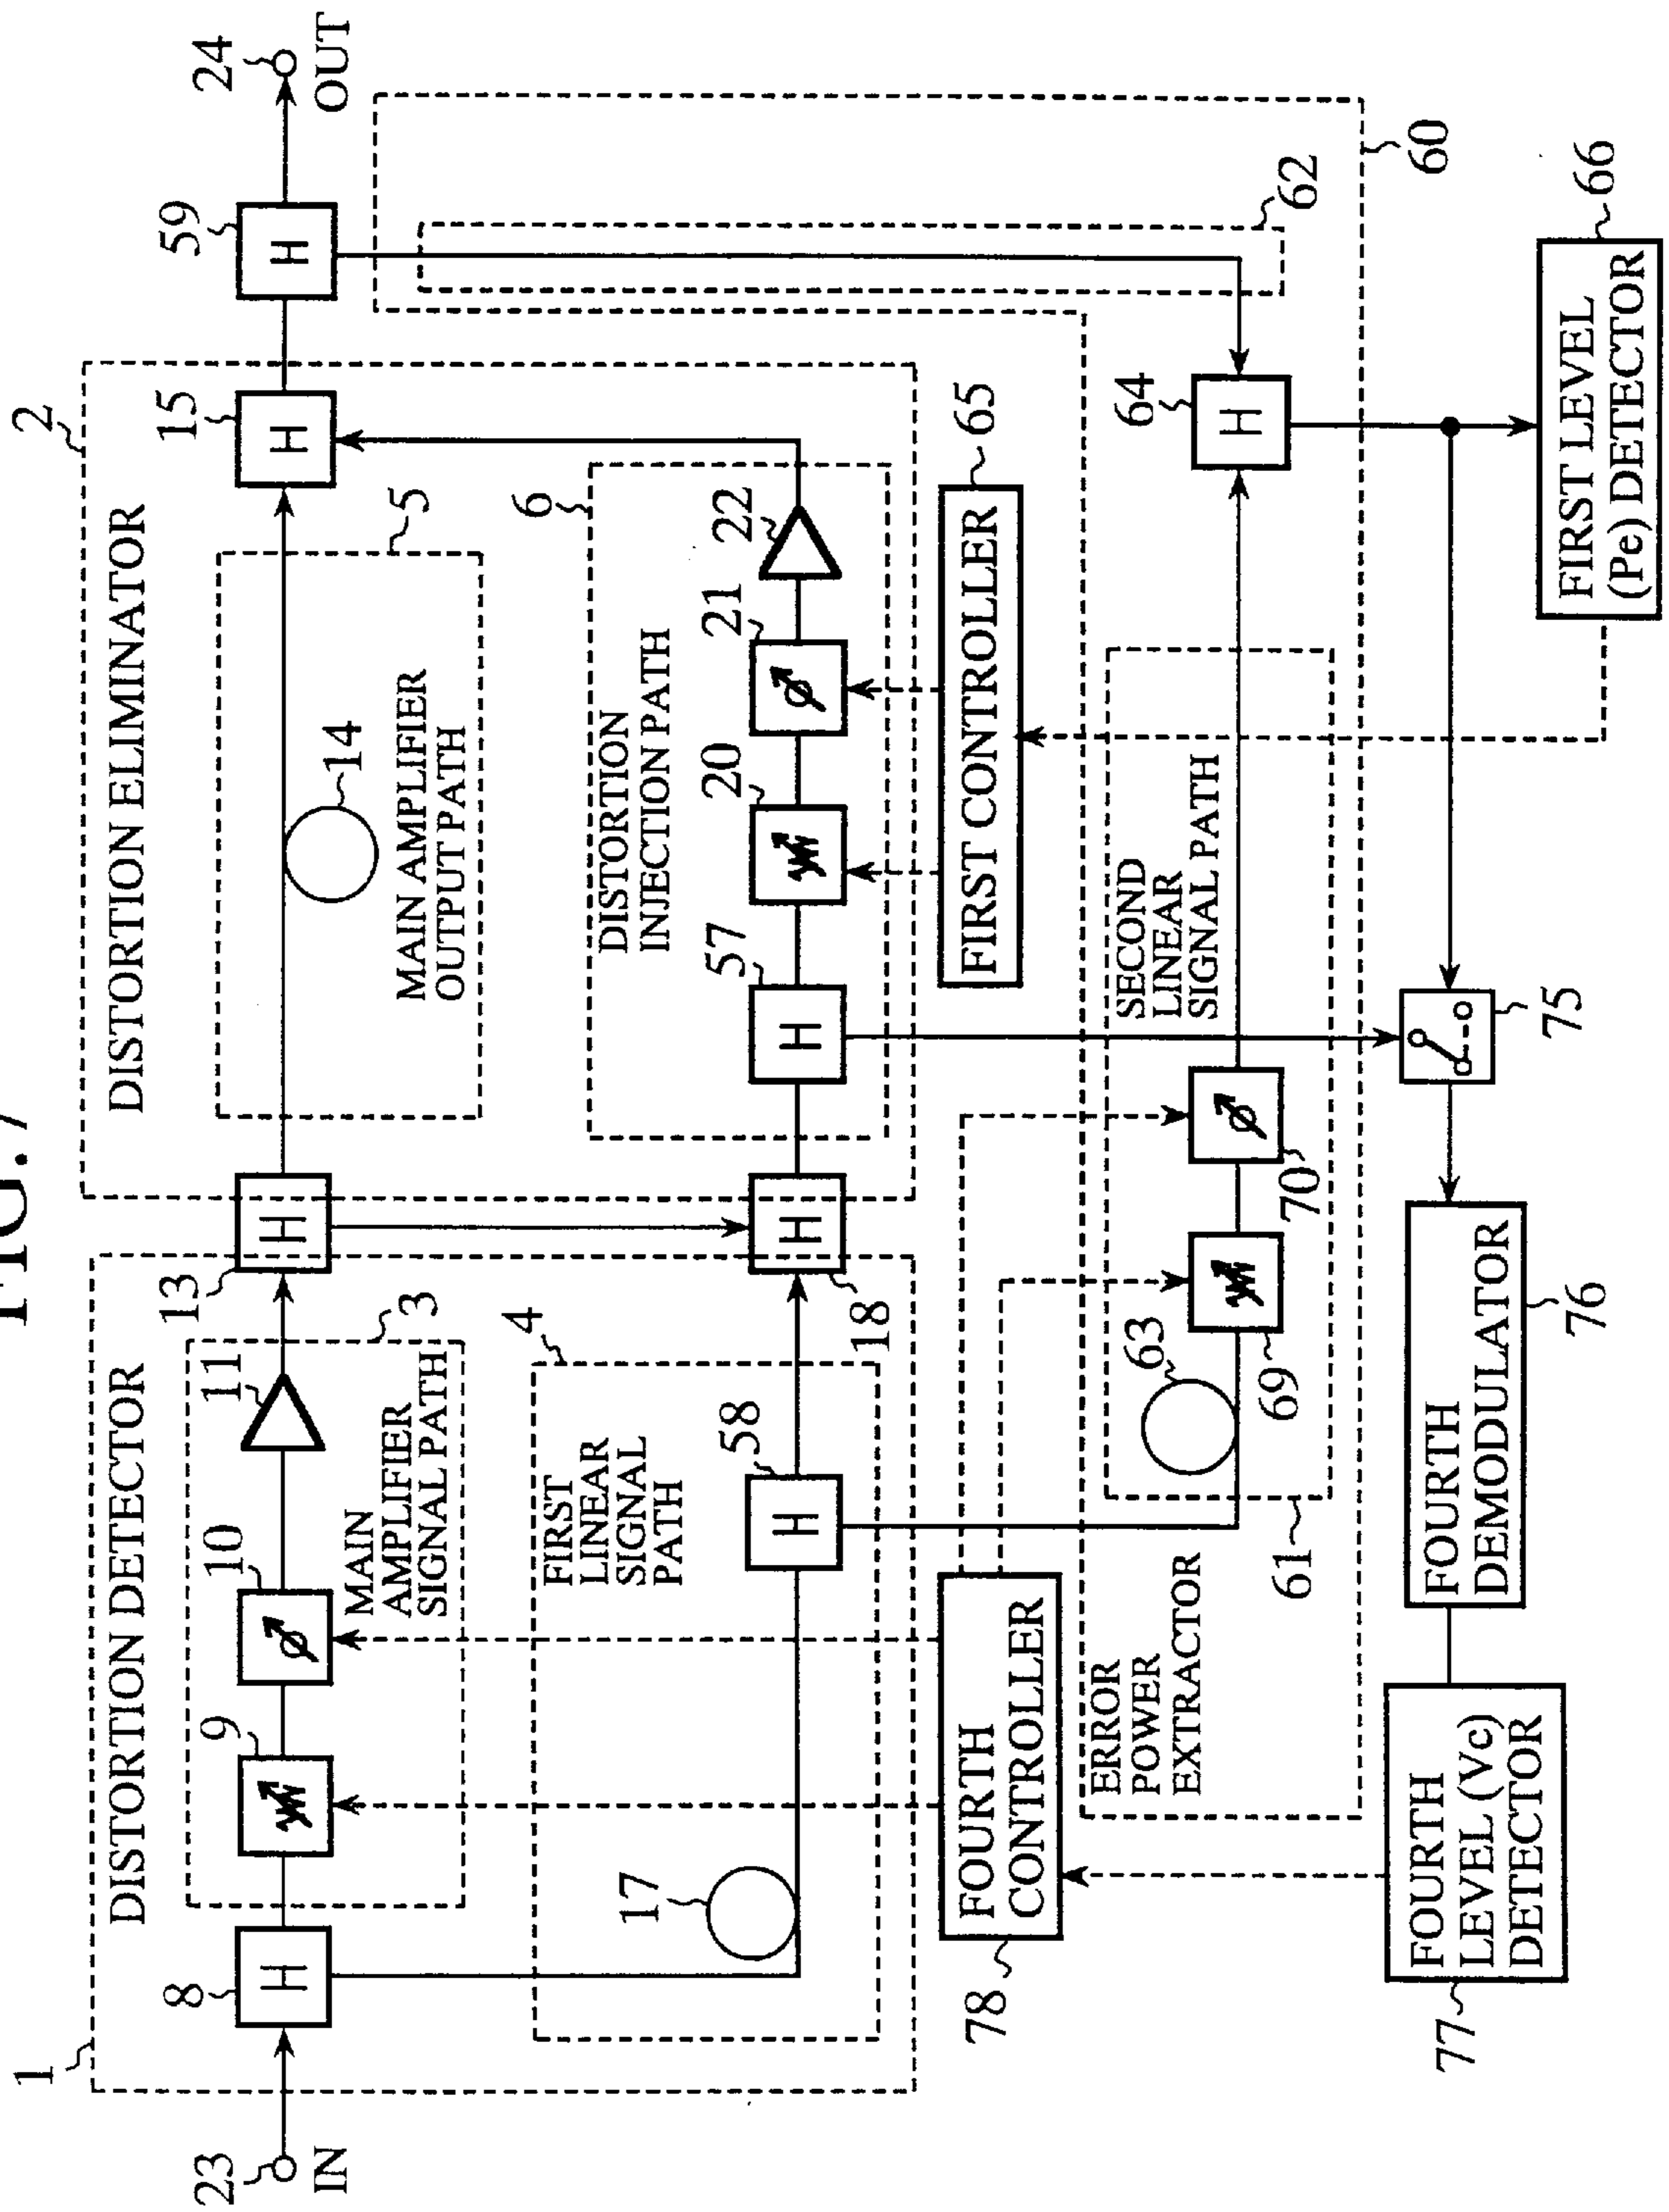 FIG. 7
1
DISTORTION DETECTOR
2
DISTORTION ELIMINATOR
23
IN
8
H
9
10
11
3
MAIN
AMPLIFIER
SIGNAL PATH
13
H
5
14
MAIN AMPLIFIER
OUTPUT PATH
15
H
59
H
24
OUT
4
FIRST
LINEAR
SIGNAL
PATH
17
58
H
18
H
6
DISTORTION
INJECTION PATH
57
H
20
21
22
78
FOURTH
CONTROLLER
FIRST CONTROLLER
65
ERROR
POWER
EXTRACTOR
61
63
69
70
SECOND
LINEAR
SIGNAL PATH
64
H
62
60
77
FOURTH
LEVEL (Vc)
DETECTOR
FOURTH
DEMODULATOR
76
75
FIRST LEVEL
(Pe) DETECTOR
66